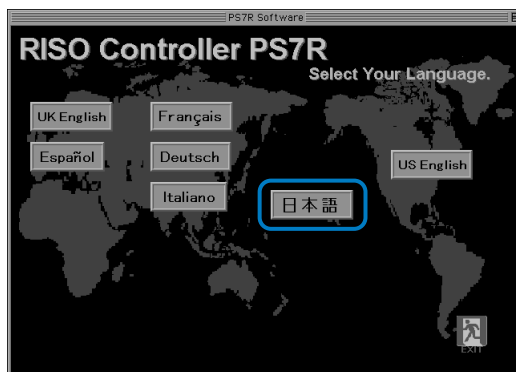 PS7R Software
RISO Controller PS7R
Select Your Language.
UK English
Français
Español
Deutsch
US English
Italiano
日本語
EXIT